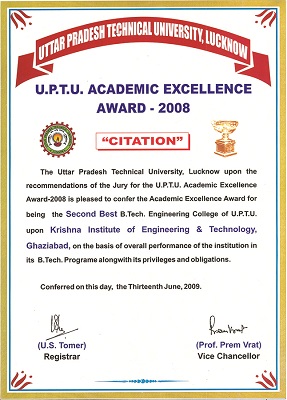 UTTAR PRADESH TECHNICAL UNIVERSITY, LUCKNOW
U.P.T.U. ACADEMIC EXCELLENCE
AWARD - 2008
"CITATION"
The Uttar Pradesh Technical University, Lucknow upon the
recommendations of the Jury for the U.P.T.U. Academic Excellence
Award-2008 is pleased to confer the Academic Excellence Award for
being the Second Best B.Tech. Engineering College of U.P.T.U.
upon Krishna Institute of Engineering & Technology,
Ghaziabad, on the basis of overall performance of the institution in
its B.Tech. Programe alongwith its privileges and obligations.
Conferred on this day, the Thirteenth June, 2009.
(U.S. Tomer)
Registrar
(Prof. Prem Vrat)
Vice Chancellor